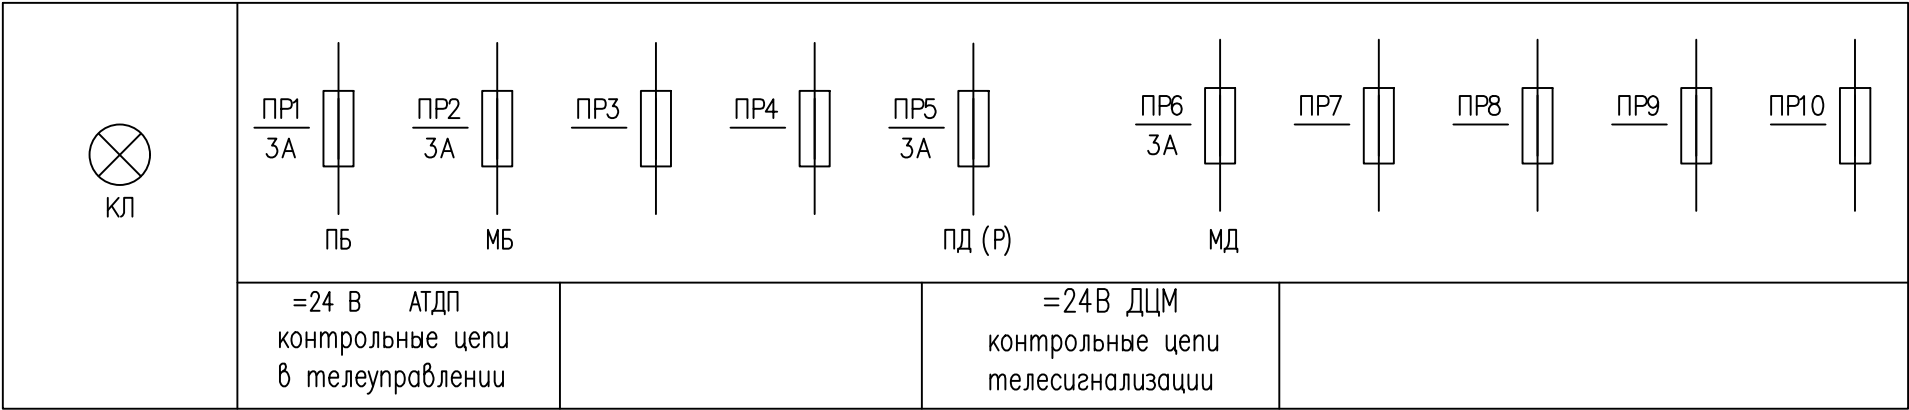 КЛ
ПР1
3А
ПБ
ПР2
3А
МБ
ПР3
ПР4
ПР5
3А
ПД (Р)
ПР6
3А
МД
ПР7
ПР8
ПР9
ПР10
=24 В АТДП
контрольные цепи
в телеуправлении
=24В ДЦМ
контрольные цепи
телесигнализации